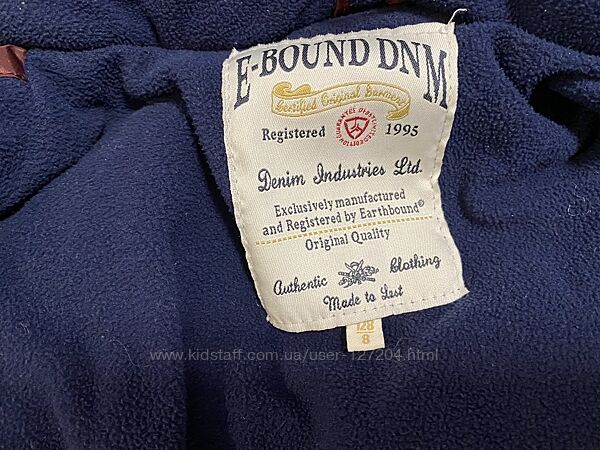 E-BOUND DNM
Certified Original Garment
Registered 1995
Denim Industries Ltd.
Exclusively manufactured
and Registered by Earthbound®
Original Quality
Authentic Clothing
Made to Last
128
8
www.kidstaff.com.ua/user-127204.html